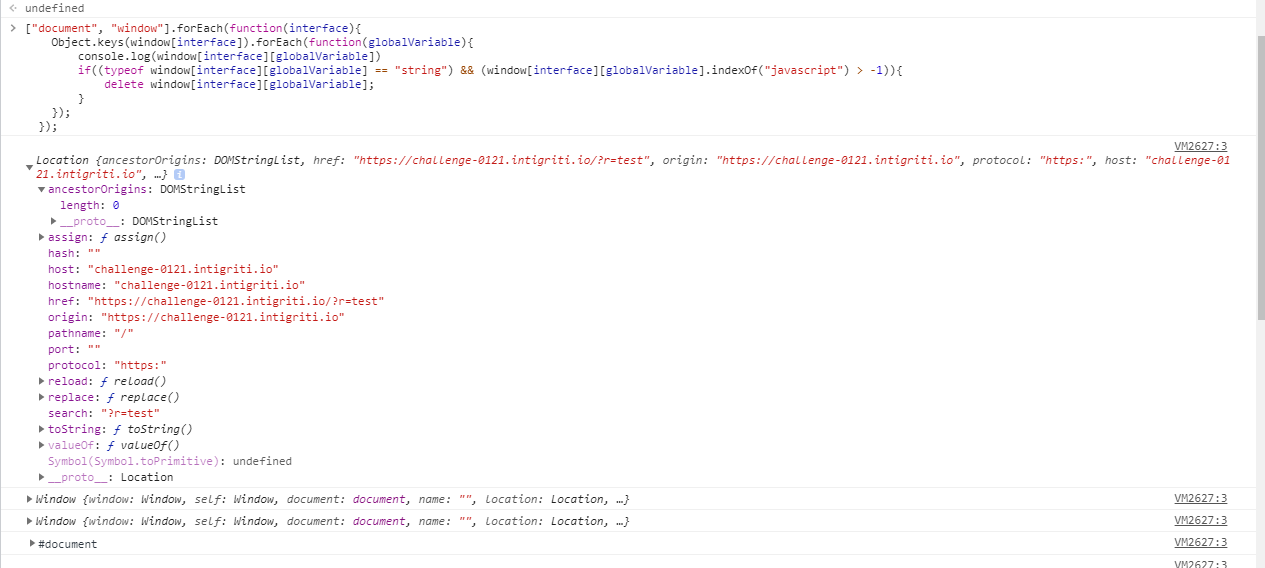 undefined
["document", "window"].forEach(function(interface){
Object.keys(window[interface]).forEach(function(globalVariable){
console.log(window[interface][globalVariable])
if((typeof window[interface][globalVariable] == "string") && (window[interface][globalVariable].indexOf("javascript") > -1)){
delete window[interface][globalVariable];
}
});
});
VM2627:3
Location {ancestorOrigins: DOMStringList, href: "https://challenge-0121.intigriti.io/?r=test", origin: "https://challenge-0121.intigriti.io", protocol: "https:", host: "challenge-01
21.intigriti.io", …} i
ancestorOrigins: DOMStringList
length: 0
__proto__: DOMStringList
assign: ƒ assign()
hash: ""
host: "challenge-0121.intigriti.io"
hostname: "challenge-0121.intigriti.io"
href: "https://challenge-0121.intigriti.io/?r=test"
origin: "https://challenge-0121.intigriti.io"
pathname: "/"
port: ""
protocol: "https:"
reload: ƒ reload()
replace: ƒ replace()
search: "?r=test"
toString: ƒ toString()
valueOf: ƒ valueOf()
Symbol(Symbol.toPrimitive): undefined
__proto__: Location
Window {window: Window, self: Window, document: document, name: "", location: Location, …} VM2627:3
Window {window: Window, self: Window, document: document, name: "", location: Location, …} VM2627:3
#document VM2627:3
VM2627:3